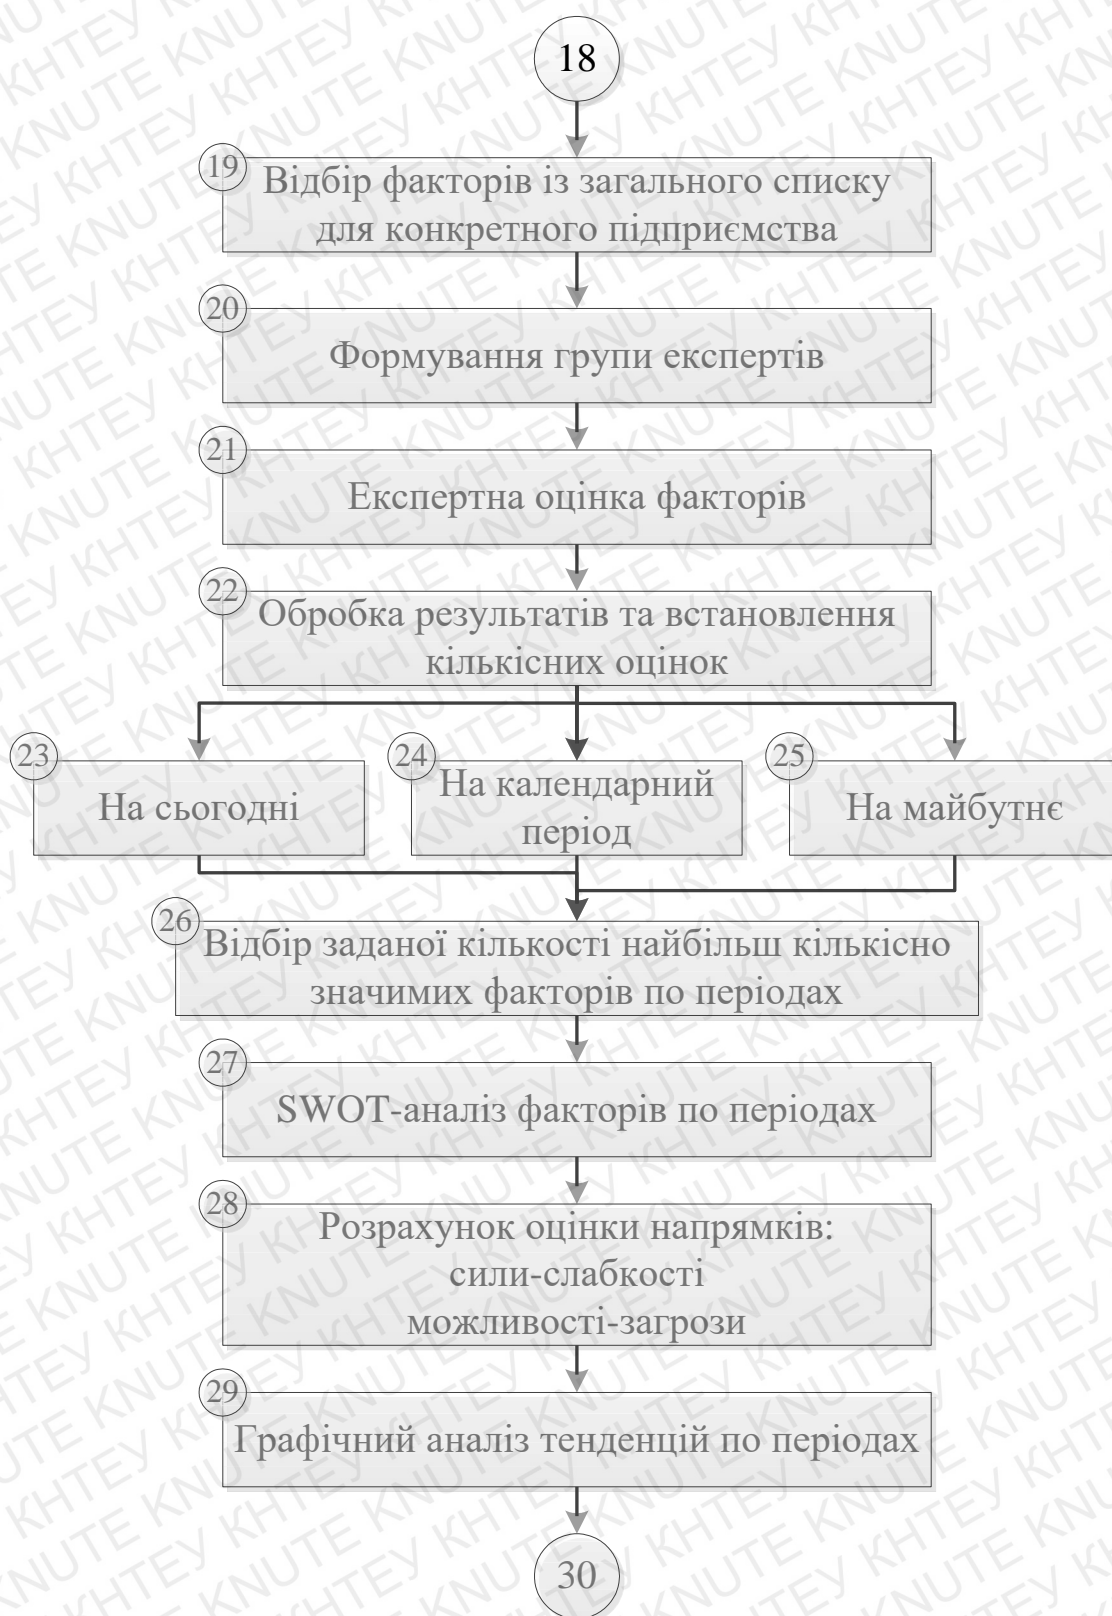 18
19
Відбір факторів із загального списку
для конкретного підприємства
20
Формування групи експертів
21
Експертна оцінка факторів
22
Обробка результатів та встановлення
кількісних оцінок
23
На сьогодні
24
На календарний
період
25
На майбутнє
26
Відбір заданої кількості найбільш кількісно
значимих факторів по періодах
27
SWOT-аналіз факторів по періодах
28
Розрахунок оцінки напрямків:
сили-слабкості
можливості-загрози
29
Графічний аналіз тенденцій по періодах
30